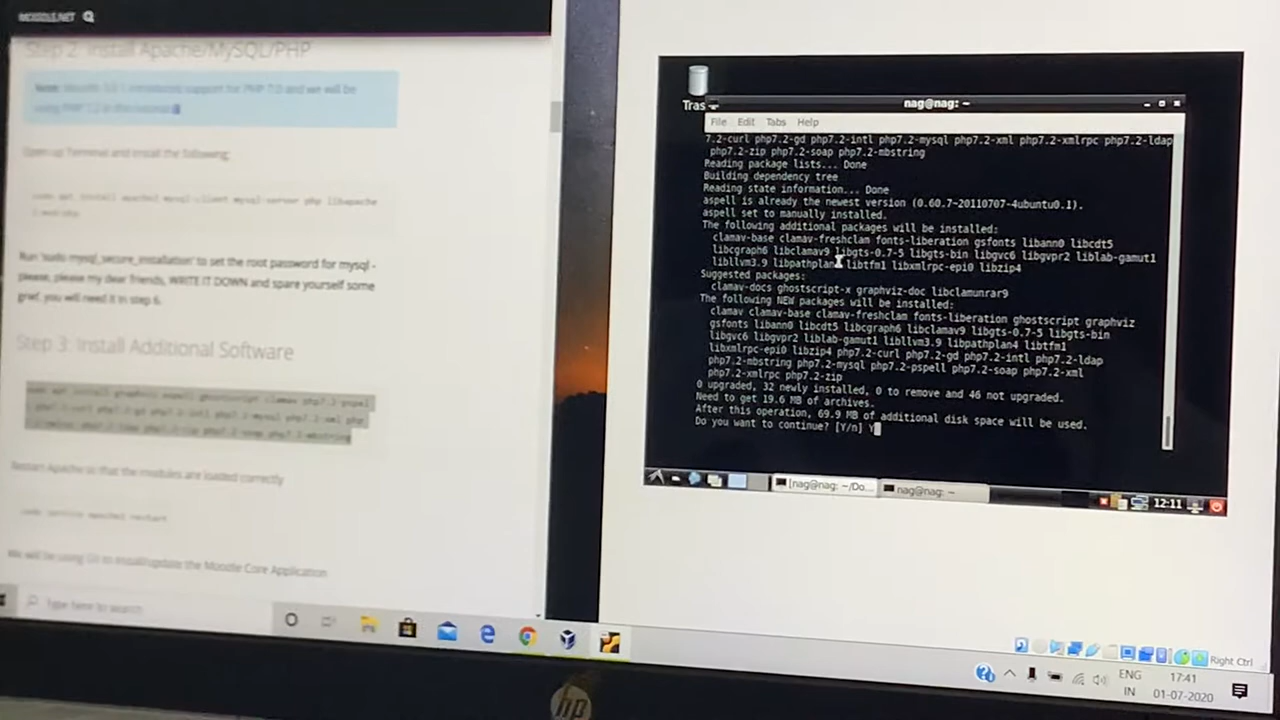 MOODLE.NET
Step 2: Install Apache/MySQL/PHP
Open up Terminal and install the following:
Run 'sudo mysql_secure_installation' to set the root password for mysql -
please, please my dear friends, WRITE IT DOWN and spare yourself some
grief, you will need it in step 6.
Step 3: Install Additional Software
Restart Apache so that the modules are loaded correctly
sudo service apache2 restart
We will be using Git to install/update the Moodle Core Application
Type here to search
Tras
nag@nag: ~
File Edit Tabs Help
7.2-curl php7.2-gd php7.2-intl php7.2-mysql php7.2-xml php7.2-xmlrpc php7.2-ldap
php7.2-zip php7.2-soap php7.2-mbstring
Reading package lists... Done
Building dependency tree
Reading state information... Done
aspell is already the newest version (0.60.7~20110707-4ubuntu0.1).
aspell set to manually installed.
The following additional packages will be installed:
clamav-base clamav-freshclam fonts-liberation gsfonts libann0 libcdt5
libcgraph6 libclamav9 libgts-0.7-5 libgts-bin libgvc6 libgvpr2 liblab-gamut1
libllvm3.9 libpathplan4 libtfm1 libxmlrpc-epi0 libzip4
Suggested packages:
clamav-docs ghostscript-x graphviz-doc libclamunrar9
The following NEW packages will be installed:
clamav clamav-base clamav-freshclam fonts-liberation ghostscript graphviz
gsfonts libann0 libcdt5 libcgraph6 libclamav9 libgts-0.7-5 libgts-bin
libgvc6 libgvpr2 liblab-gamut1 libllvm3.9 libpathplan4 libtfm1
libxmlrpc-epi0 libzip4 php7.2-curl php7.2-gd php7.2-intl php7.2-ldap
php7.2-mbstring php7.2-mysql php7.2-pspell php7.2-soap php7.2-xml
php7.2-xmlrpc php7.2-zip
0 upgraded, 32 newly installed, 0 to remove and 46 not upgraded.
Need to get 19.6 MB of archives.
After this operation, 69.9 MB of additional disk space will be used.
Do you want to continue? [Y/n] Y
[nag@nag: ~/Do...
nag@nag: ~
12:11
Right Ctrl
ENG
IN
17:41
01-07-2020
hp